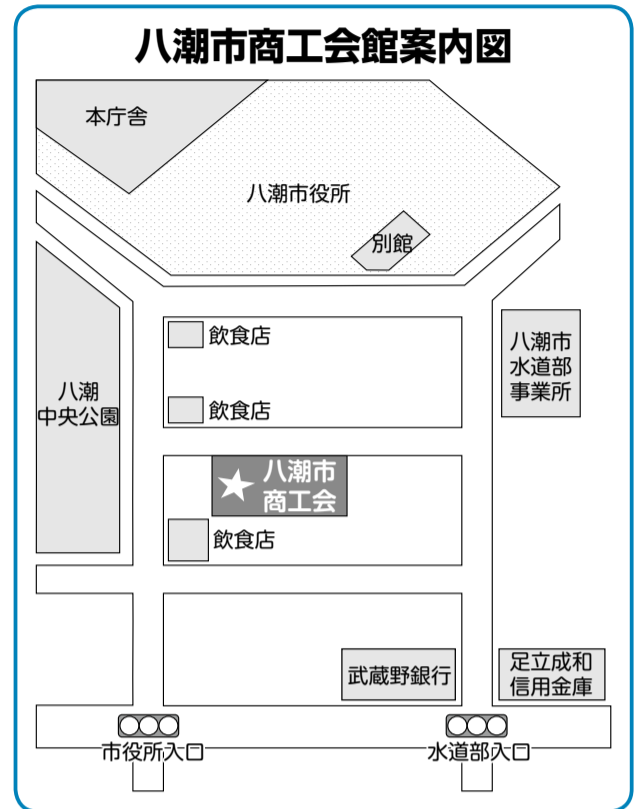 八潮市商工会館案内図
本庁舎
八潮市役所
別館
飲食店
八潮市
水道部
事業所
八潮
中央公園
飲食店
八潮市
商工会
飲食店
武蔵野銀行
足立成和
信用金庫
市役所入口
水道部入口